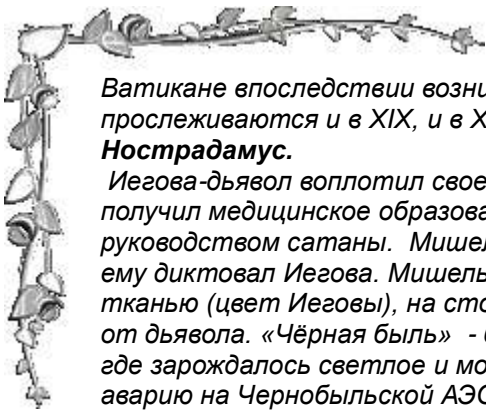 Ватикане впоследствии возни
прослеживаются и в XIX, и в X
Нострадамус.
Иегова-дьявол воплотил свое
получил медицинское образова
руководством сатаны. Мишел
ему диктовал Иегова. Мишель
тканью (цвет Иеговы), на сто
от дьявола. «Чёрная быль» - 
где зарождалось светлое и мо
аварию на Чернобыльской АЭС